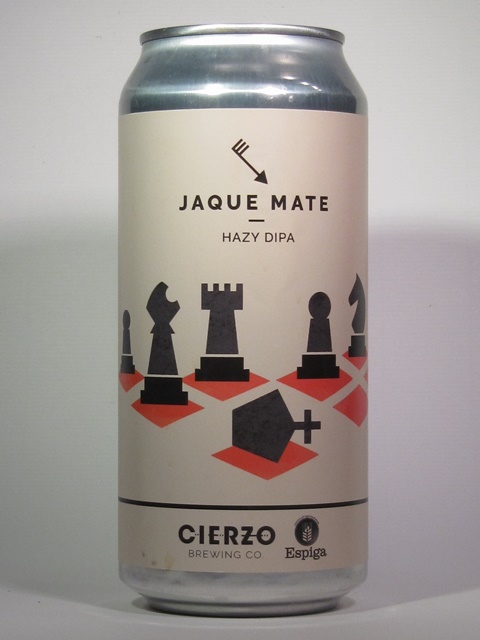 JAQUE MATE
HAZY DIPA
CIERZO
BREWING CO.
Espiga